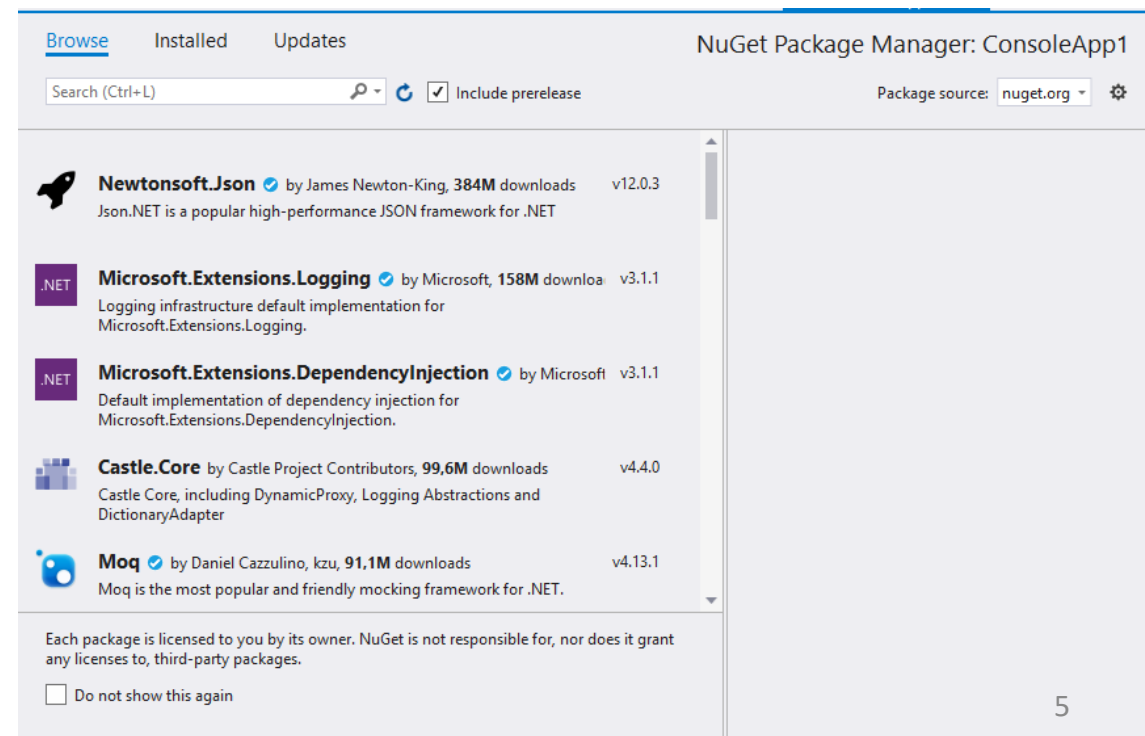 Browse Installed Updates
NuGet Package Manager: ConsoleApp1
Search (Ctrl+L) Include prerelease Package source: nuget.org
Newtonsoft.Json by James Newton-King, 384M downloads v12.0.3
Json.NET is a popular high-performance JSON framework for .NET
.NET Microsoft.Extensions.Logging by Microsoft, 158M downloa v3.1.1
Logging infrastructure default implementation for
Microsoft.Extensions.Logging.
.NET Microsoft.Extensions.DependencyInjection by Microsoft v3.1.1
Default implementation of dependency injection for
Microsoft.Extensions.DependencyInjection.
Castle.Core by Castle Project Contributors, 99,6M downloads v4.4.0
Castle Core, including DynamicProxy, Logging Abstractions and
DictionaryAdapter
Moq by Daniel Cazzulino, kzu, 91,1M downloads v4.13.1
Moq is the most popular and friendly mocking framework for .NET.
Each package is licensed to you by its owner. NuGet is not responsible for, nor does it grant
any licenses to, third-party packages.
Do not show this again
5